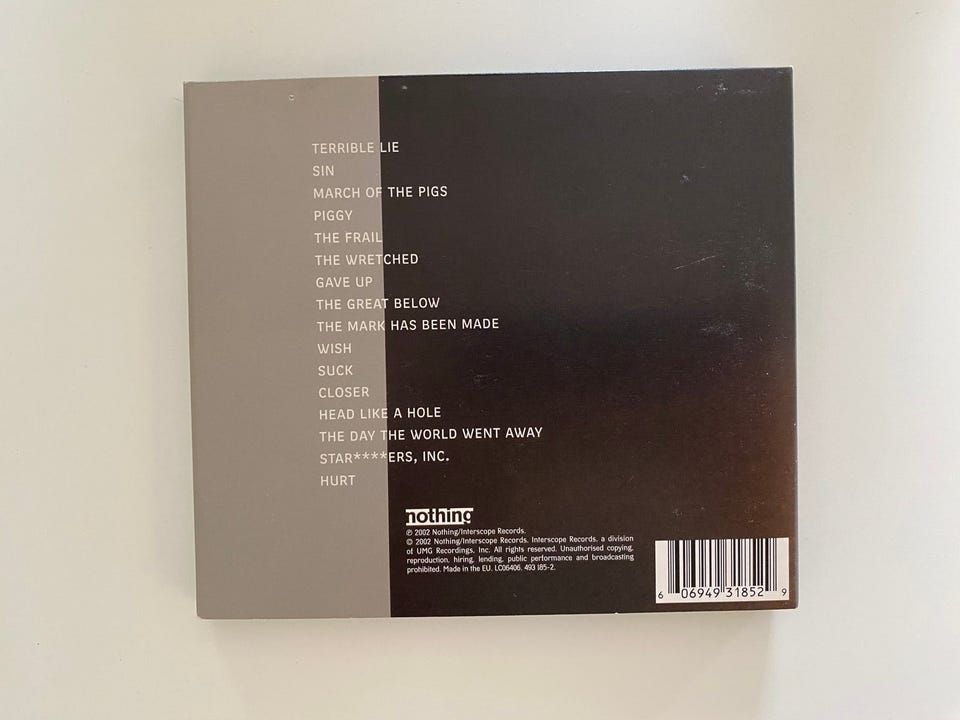 TERRIBLE LIE
SIN
MARCH OF THE PIGS
PIGGY
THE FRAIL
THE WRETCHED
GAVE UP
THE GREAT BELOW
THE MARK HAS BEEN MADE
WISH
SUCK
CLOSER
HEAD LIKE A HOLE
THE DAY THE WORLD WENT AWAY
STAR****ERS, INC.
HURT
nothing
℗ 2002 Nothing/Interscope Records.
© 2002 Nothing/Interscope Records. Interscope Records, a division
of UMG Recordings, Inc. All rights reserved. Unauthorised copying,
reproduction, hiring, lending, public performance and broadcasting
prohibited. Made in the EU. LC06406. 493 185-2.
6 06949 31852 9